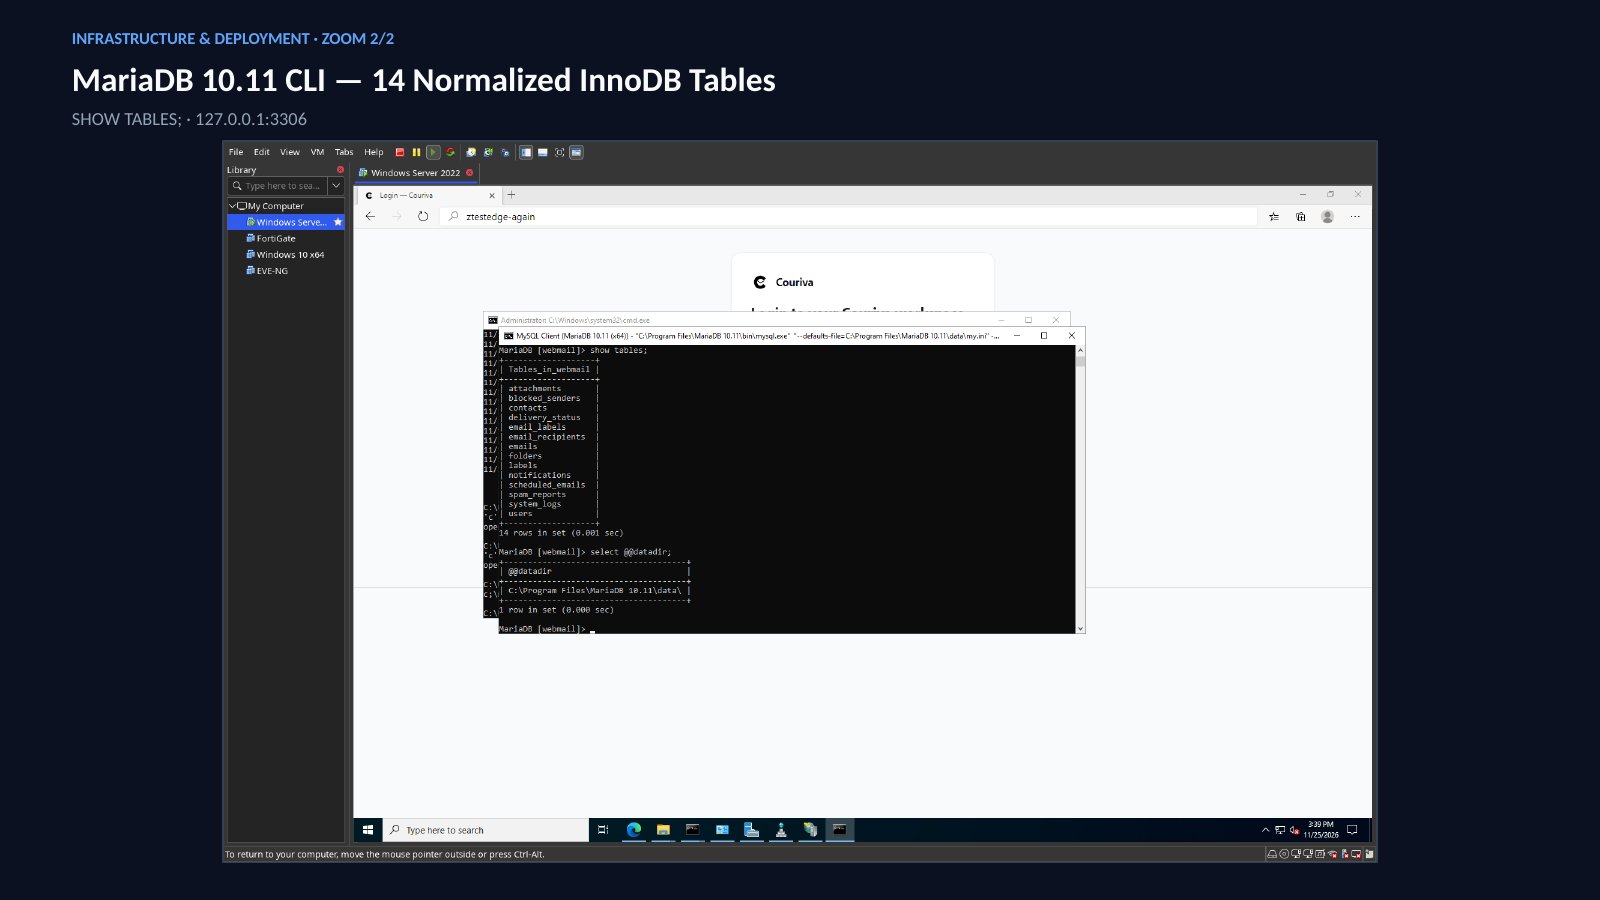 INFRASTRUCTURE & DEPLOYMENT · ZOOM 2/2
MariaDB 10.11 CLI — 14 Normalized InnoDB Tables
SHOW TABLES; · 127.0.0.1:3306
File Edit View VM Tabs Help
Library
Type here to sea...
My Computer
Windows Serve...
FortiGate
Windows 10 x64
EVE-NG
Windows Server 2022
Login — Couriva
ztestedge-again
Couriva
Administrator: C:\Windows\system32\cmd.exe
MySQL Client (MariaDB 10.11 (x64)) - "C:\Program Files\MariaDB 10.11\bin\mysql.exe" "--defaults-file=C:\Program Files\MariaDB 10.11\data\my.ini" -...
MariaDB [webmail]> show tables;
+------------------+
| Tables_in_webmail |
+------------------+
| attachments |
| blocked_senders |
| contacts |
| delivery_status |
| email_labels |
| email_recipients |
| emails |
| folders |
| labels |
| notifications |
| scheduled_emails |
| spam_reports |
| system_logs |
| users |
+------------------+
14 rows in set (0.001 sec)
MariaDB [webmail]> select @@datadir;
+------------------------------------+
| @@datadir |
+------------------------------------+
| C:\Program Files\MariaDB 10.11\data\ |
+------------------------------------+
1 row in set (0.000 sec)
MariaDB [webmail]>
Type here to search
3:39 PM
11/25/2026
To return to your computer, move the mouse pointer outside or press Ctrl-Alt.